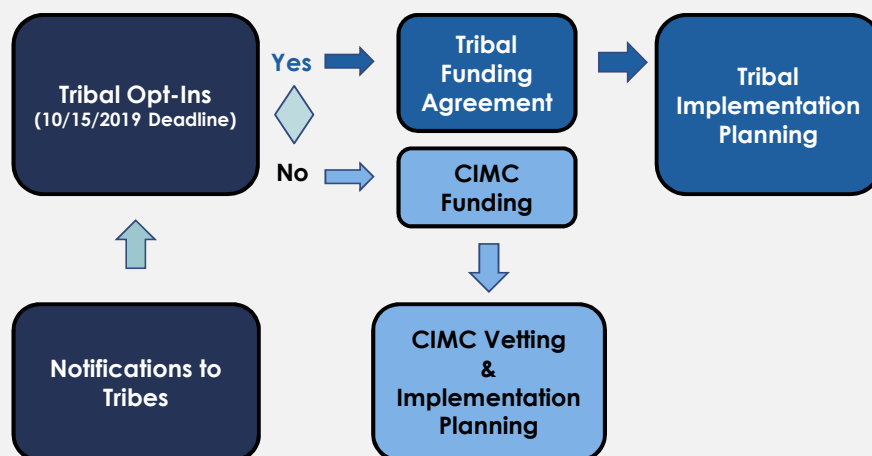 Tribal Opt-Ins
(10/15/2019 Deadline)
Yes
No
Tribal
Funding
Agreement
Tribal
Implementation
Planning
CIMC
Funding
Notifications to
Tribes
CIMC Vetting
&
Implementation
Planning